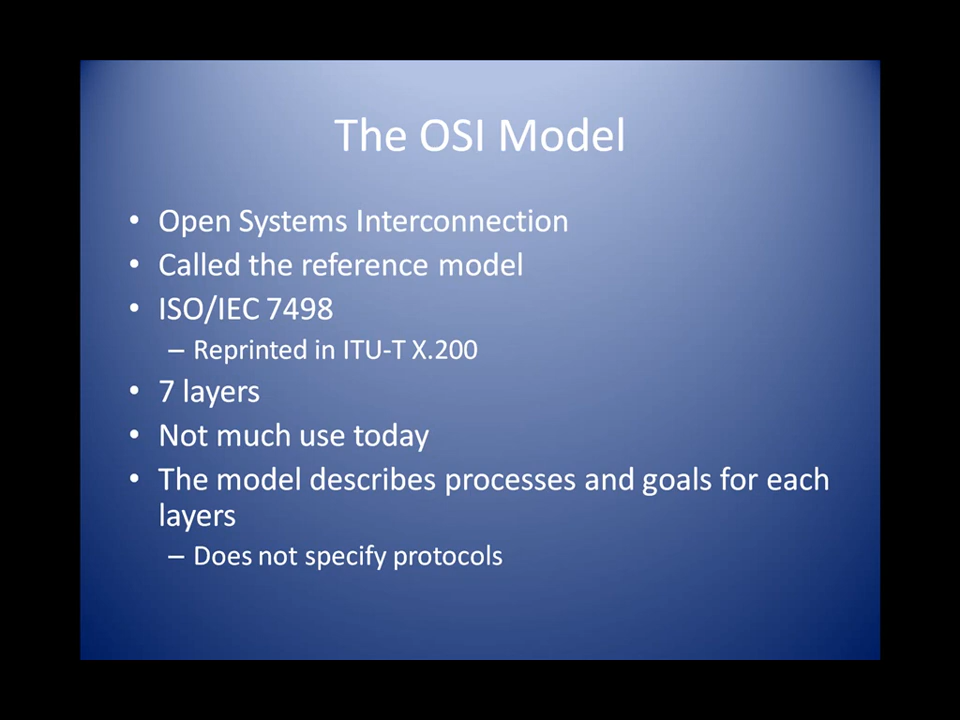 The OSI Model
• Open Systems Interconnection
• Called the reference model
• ISO/IEC 7498
– Reprinted in ITU-T X.200
• 7 layers
• Not much use today
• The model describes processes and goals for each
layers
– Does not specify protocols